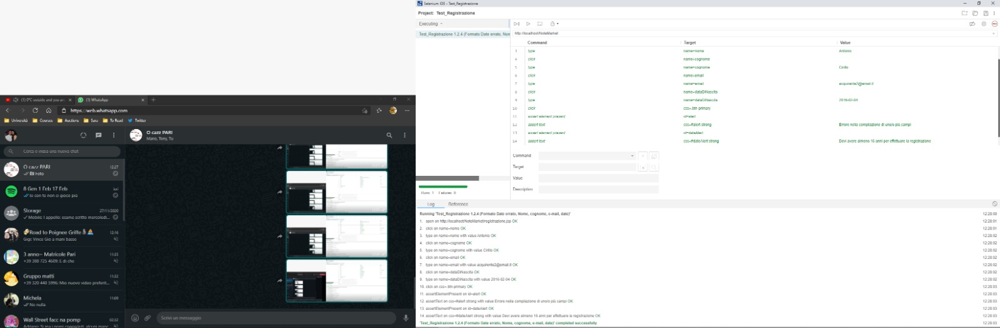 (1) 0°C outside and you are
(1) WhatsApp
https://web.whatsapp.com
Università
Courses
Auctions
Sara
To Read
Twitter
O cazz PARI
Mano, Tony, Tu
Cerca o inizia una nuova chat
O cazz PARI
12:27
Foto
8 Gen 1 Feb 17 Feb
ieri
io con te non ci gioco più
Storage
27/11/2020
Mobile: I appello: esame scritto mercoledì...
Road to Poignee Griffe
12:16
Gigi: Vince Gio a mani basse
3 anno~ Matricole Pari
11:55
+39 388 725 4609: E di che
Gruppo matti
11:32
+39 320 440 5996: Mio nuovo video preferit...
Michela
11:09
No nulla
Wall Street facc na pomp
02:52
Scrivi un messaggio
Selenium IDE - Test_Registrazione
Project: Test_Registrazione
Executing
Test_Registrazione 1.2.4 (Formato Date errato, Nom
http://localhost/NoteMarket
Command Target Value
3 type name=nome Antonio
4 click name=cognome
5 type name=cognome Cirillo
6 click name=email
7 type name=email acquirente2@email.it
8 click name=dataDiNascita
9 type name=dataDiNascita 2016-02-04
10 click css=.btn-primary
11 assert element present id=alert
12 assert text css=#alert strong Errore nella compilazione di uno/o più campi
13 assert element present id=dateAlert
14 assert text css=#dateAlert strong Devi avere almeno 16 anni per effettuare la registrazione
Command
Target
Value
Description
Runs: 1 Failures: 0
Log Reference
Running 'Test_Registrazione 1.2.4 (Formato Date errato, Nome, cognome, e-mail, date)' 12:28:00
1. open on http://localhost/NoteMarket/registrazione.jsp OK 12:28:01
2. click on name=nome OK 12:28:01
3. type on name=nome with value Antonio OK 12:28:02
4. click on name=cognome OK 12:28:02
5. type on name=cognome with value Cirillo OK 12:28:02
6. click on name=email OK 12:28:02
7. type on name=email with value acquirente2@email.it OK 12:28:02
8. click on name=dataDiNascita OK 12:28:02
9. type on name=dataDiNascita with value 2016-02-04 OK 12:28:02
10. click on css=.btn-primary OK 12:28:03
11. assertElementPresent on id=alert OK 12:28:03
12. assertText on css=#alert strong with value Errore nella compilazione di uno/o più campi OK 12:28:03
13. assertElementPresent on id=dateAlert OK 12:28:03
14. assertText on css=#dateAlert strong with value Devi avere almeno 16 anni per effettuare la registrazione OK 12:28:03
'Test_Registrazione 1.2.4 (Formato Date errato, Nome, cognome, e-mail, date)' completed successfully 12:28:03